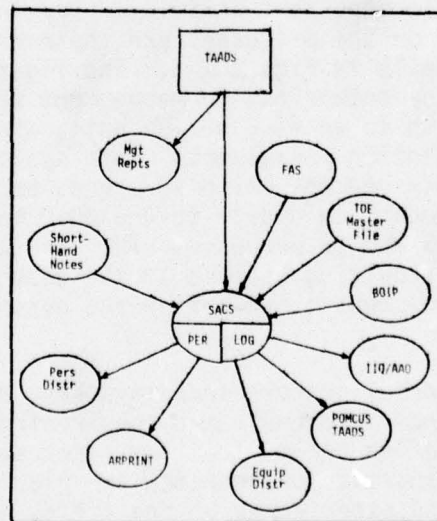 TAADS
Mgt
Repts
FAS
TOE
Master
File
Short-
Hand
Notes
BOIP
SACS
PER LOG
Pers
Distr
IIQ/AAO
POMCUS
TAADS
ARPRINT
Equip
Distr